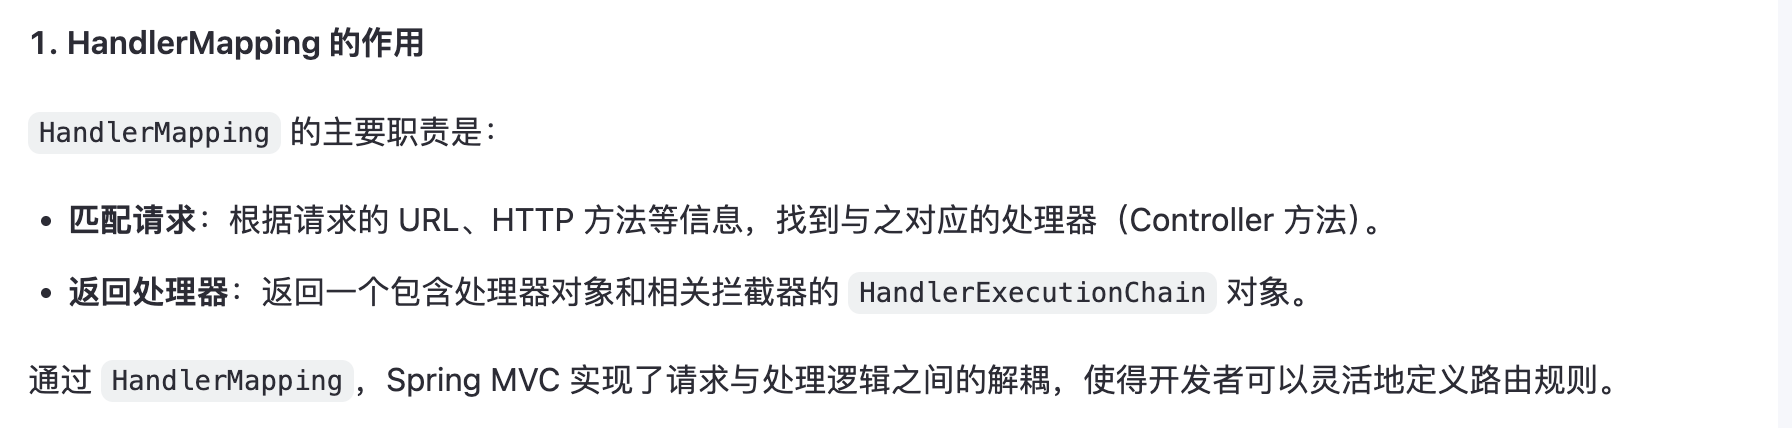 1. HandlerMapping 的作用
HandlerMapping 的主要职责是：
• 匹配请求：根据请求的 URL、HTTP 方法等信息，找到与之对应的处理器（Controller 方法）。
• 返回处理器：返回一个包含处理器对象和相关拦截器的 HandlerExecutionChain 对象。
通过 HandlerMapping，Spring MVC 实现了请求与处理逻辑之间的解耦，使得开发者可以灵活地定义路由规则。